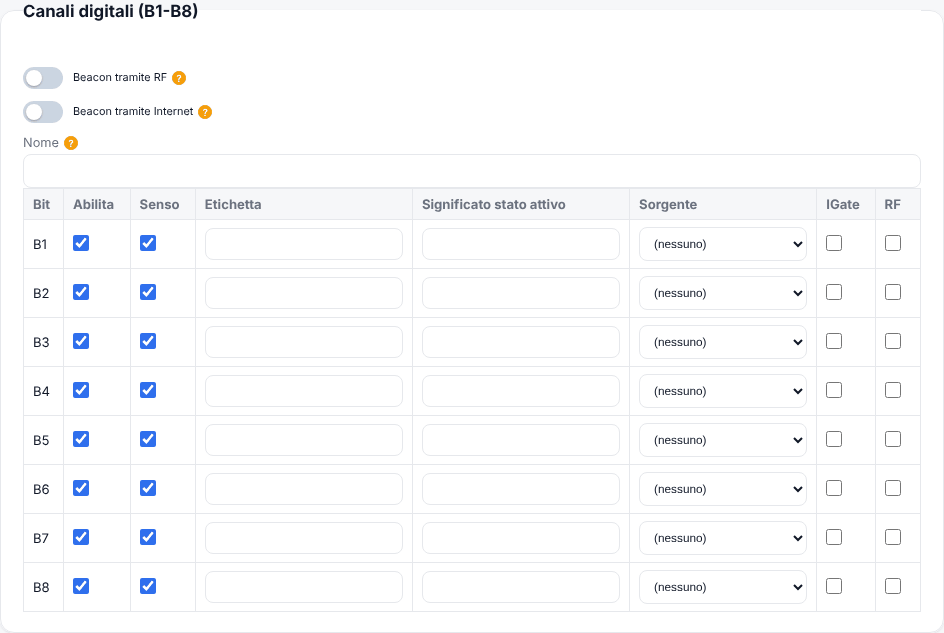 Canali digitali (B1-B8)
Beacon tramite RF ?
Beacon tramite Internet ?
Nome ?
Bit Abilita Senso Etichetta Significato stato attivo Sorgente IGate RF
B1 (nessuno)
B2 (nessuno)
B3 (nessuno)
B4 (nessuno)
B5 (nessuno)
B6 (nessuno)
B7 (nessuno)
B8 (nessuno)